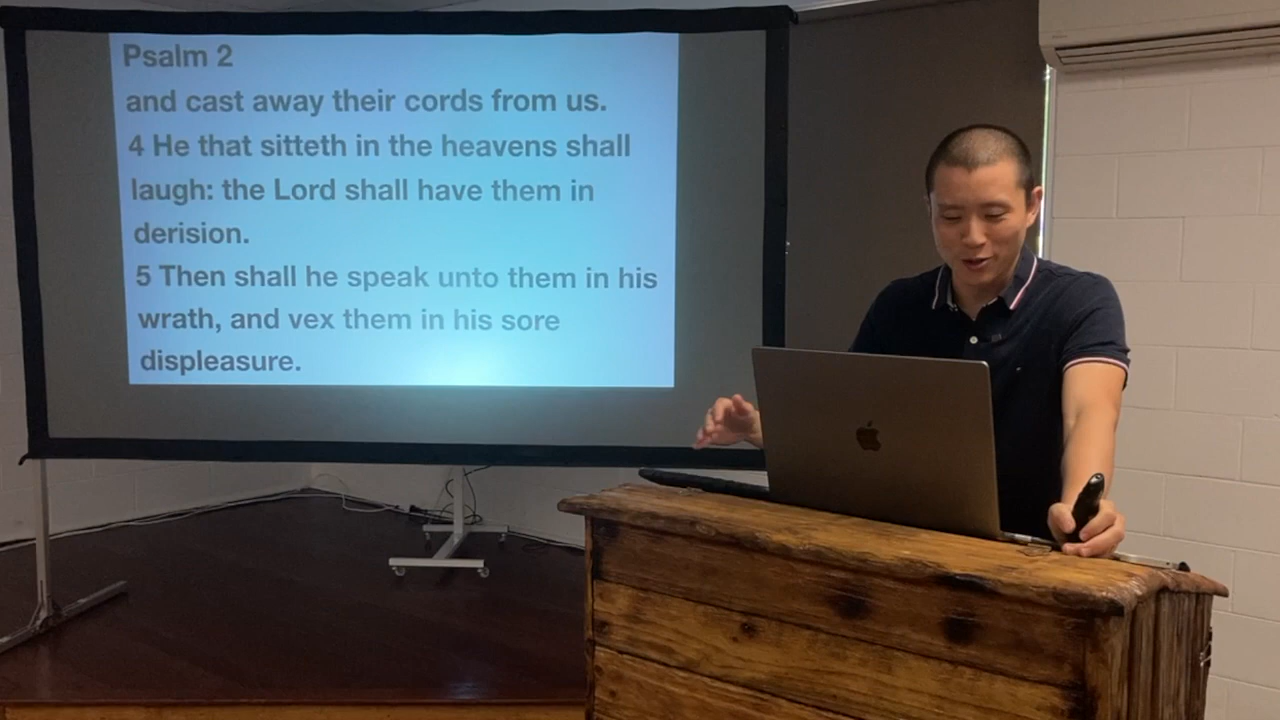 Psalm 2
and cast away their cords from us.
4 He that sitteth in the heavens shall
laugh: the Lord shall have them in
derision.
5 Then shall he speak unto them in his
wrath, and vex them in his sore
displeasure.